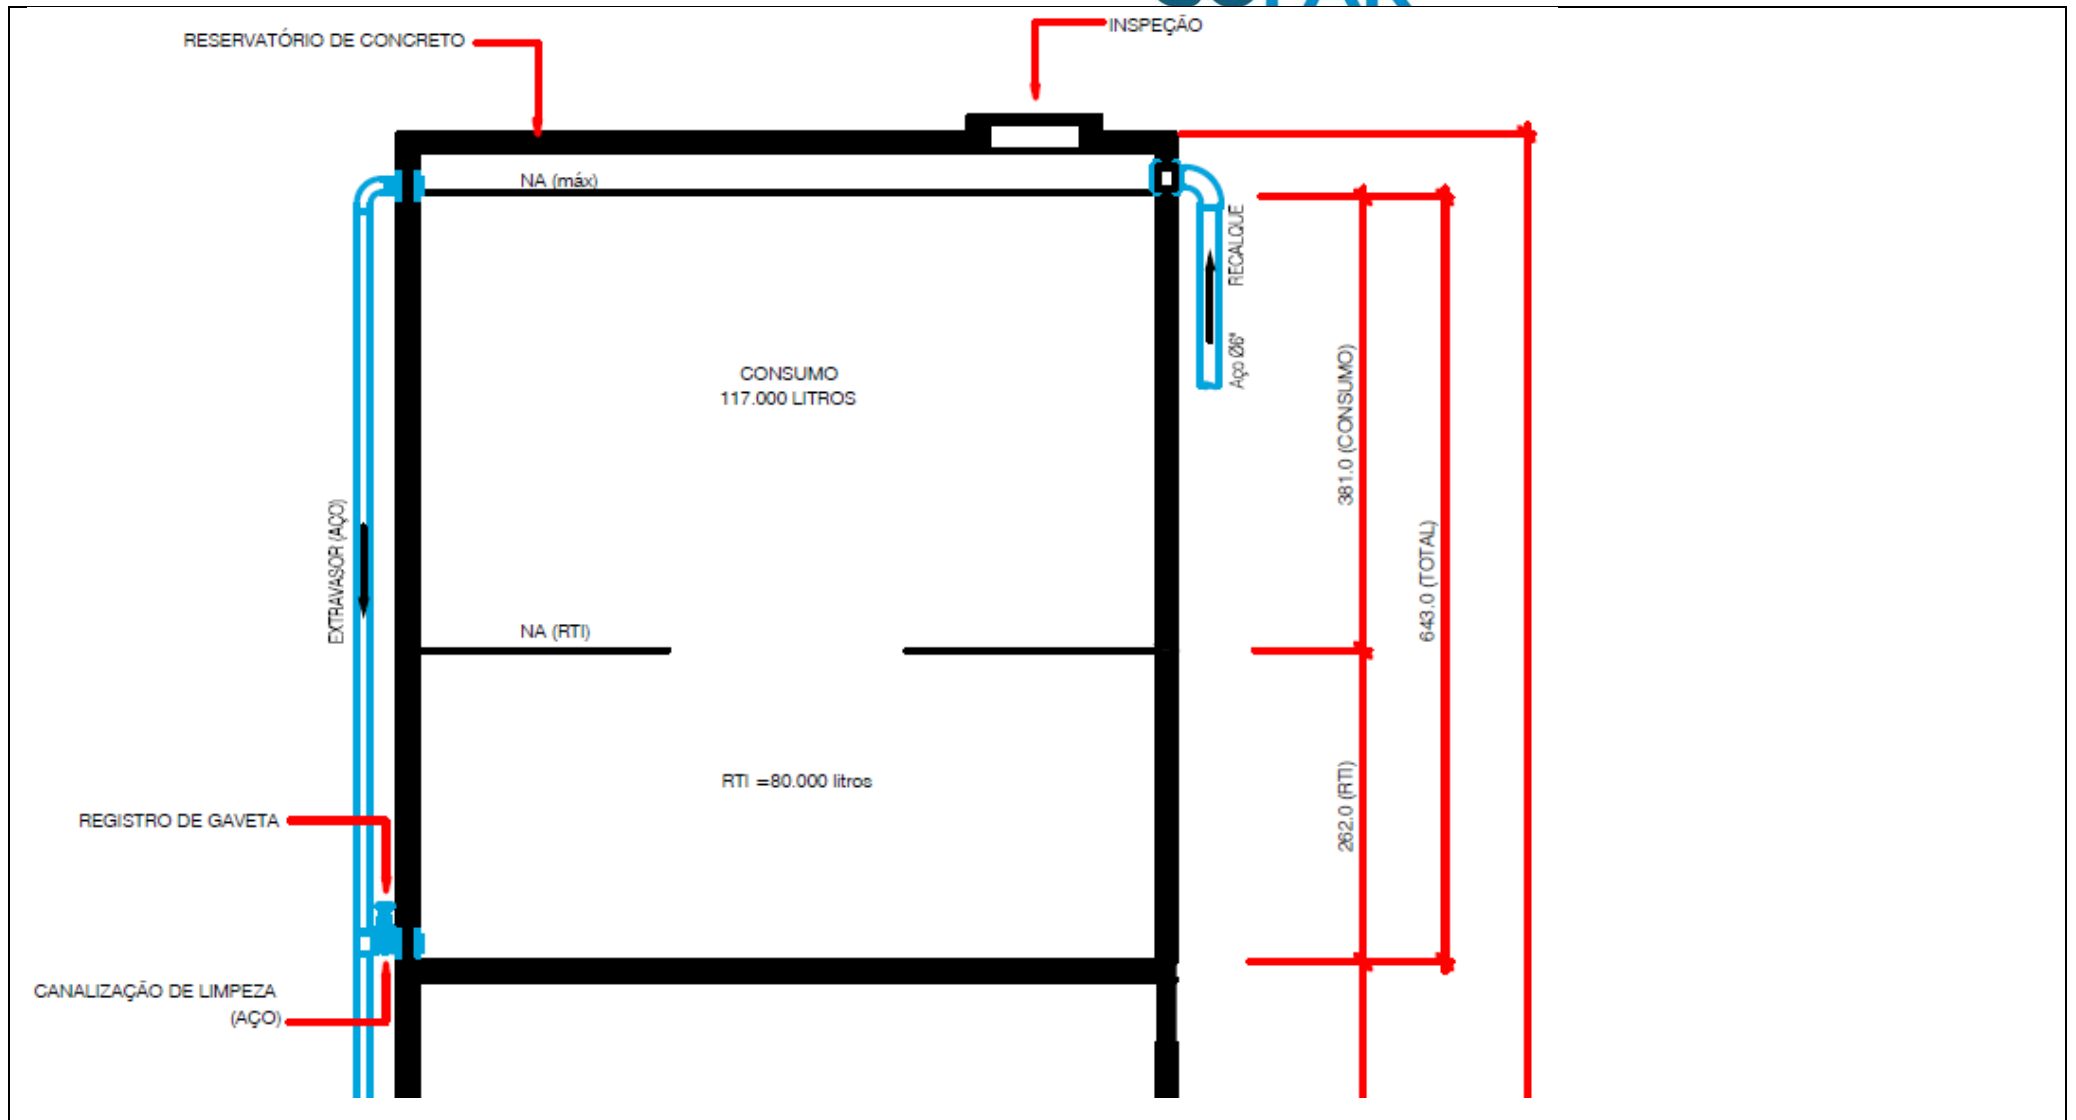 INSPEÇÃO
RESERVATÓRIO DE CONCRETO
NA (máx)
RECALQUE
Aço Ø6"
CONSUMO
117.000 LITROS
381.0 (CONSUMO)
643.0 (TOTAL)
EXTRAVASOR (AÇO)
NA (RTI)
RTI =80.000 litros
262.0 (RTI)
REGISTRO DE GAVETA
CANALIZAÇÃO DE LIMPEZA
(AÇO)